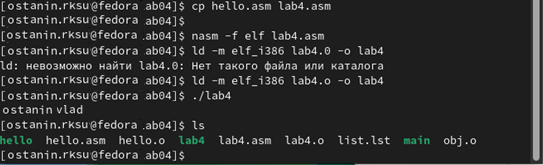 [ostanin.rksu@fedora .ab04]$ cp hello.asm lab4.asm
[ostanin.rksu@fedora .ab04]$
[ostanin.rksu@fedora .ab04]$ nasm -f elf lab4.asm
[ostanin.rksu@fedora .ab04]$ ld -m elf_i386 lab4.0 -o lab4
ld: невозможно найти lab4.0: Нет такого файла или каталога
[ostanin.rksu@fedora .ab04]$ ld -m elf_i386 lab4.o -o lab4
[ostanin.rksu@fedora .ab04]$ ./lab4
ostanin vlad
[ostanin.rksu@fedora .ab04]$ ls
hello hello.asm hello.o lab4 lab4.asm lab4.o list.lst main obj.o
[ostanin.rksu@fedora .ab04]$